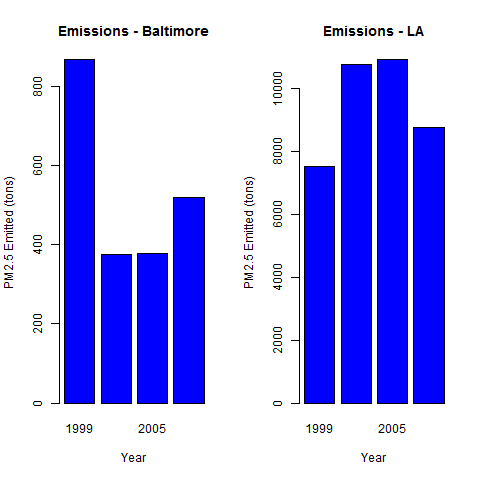 Emissions - Baltimore
PM2.5 Emitted (tons)
800
600
400
200
0
1999
2005
Year
Emissions - LA
PM2.5 Emitted (tons)
10000
8000
6000
4000
2000
0
1999
2005
Year